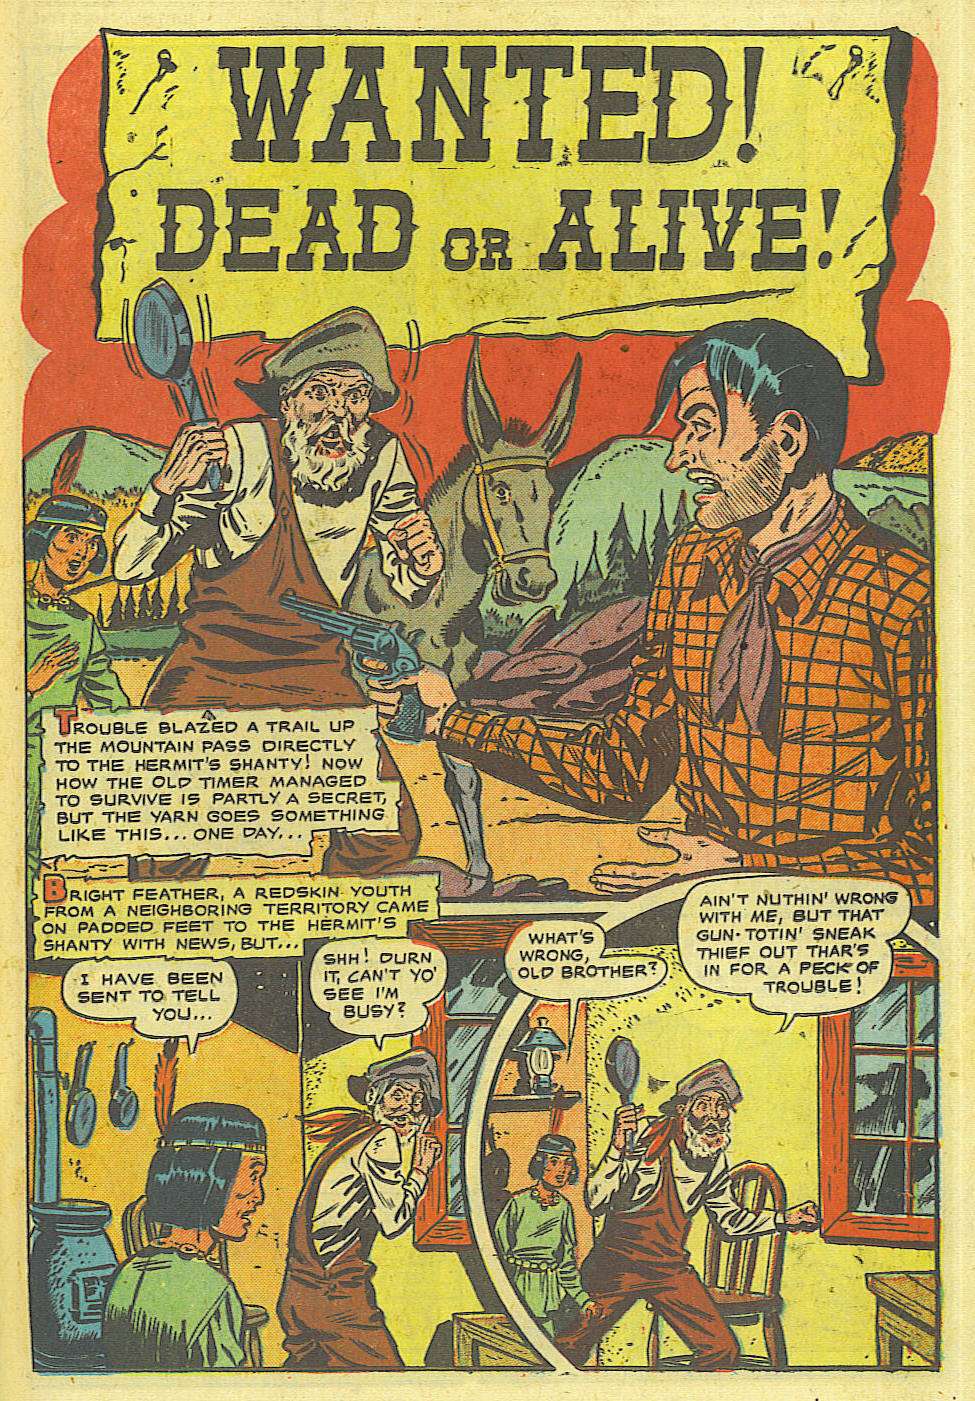 WANTED!
DEAD OR ALIVE!
TROUBLE BLAZED A TRAIL UP
THE MOUNTAIN PASS DIRECTLY
TO THE HERMIT'S SHANTY! NOW
HOW THE OLD TIMER MANAGED
TO SURVIVE IS PARTLY A SECRET,
BUT THE YARN GOES SOMETHING
LIKE THIS... ONE DAY...
BRIGHT FEATHER, A REDSKIN YOUTH
FROM A NEIGHBORING TERRITORY CAME
ON PADDED FEET TO THE HERMIT'S
SHANTY WITH NEWS, BUT...
I HAVE BEEN
SENT TO TELL
YOU...
SHH! DURN
IT, CAN'T YO'
SEE I'M
BUSY?
WHAT'S
WRONG,
OLD BROTHER?
AIN'T NUTHIN' WRONG
WITH ME, BUT THAT
GUN-TOTIN' SNEAK
THIEF OUT THAR'S
IN FOR A PECK OF
TROUBLE!